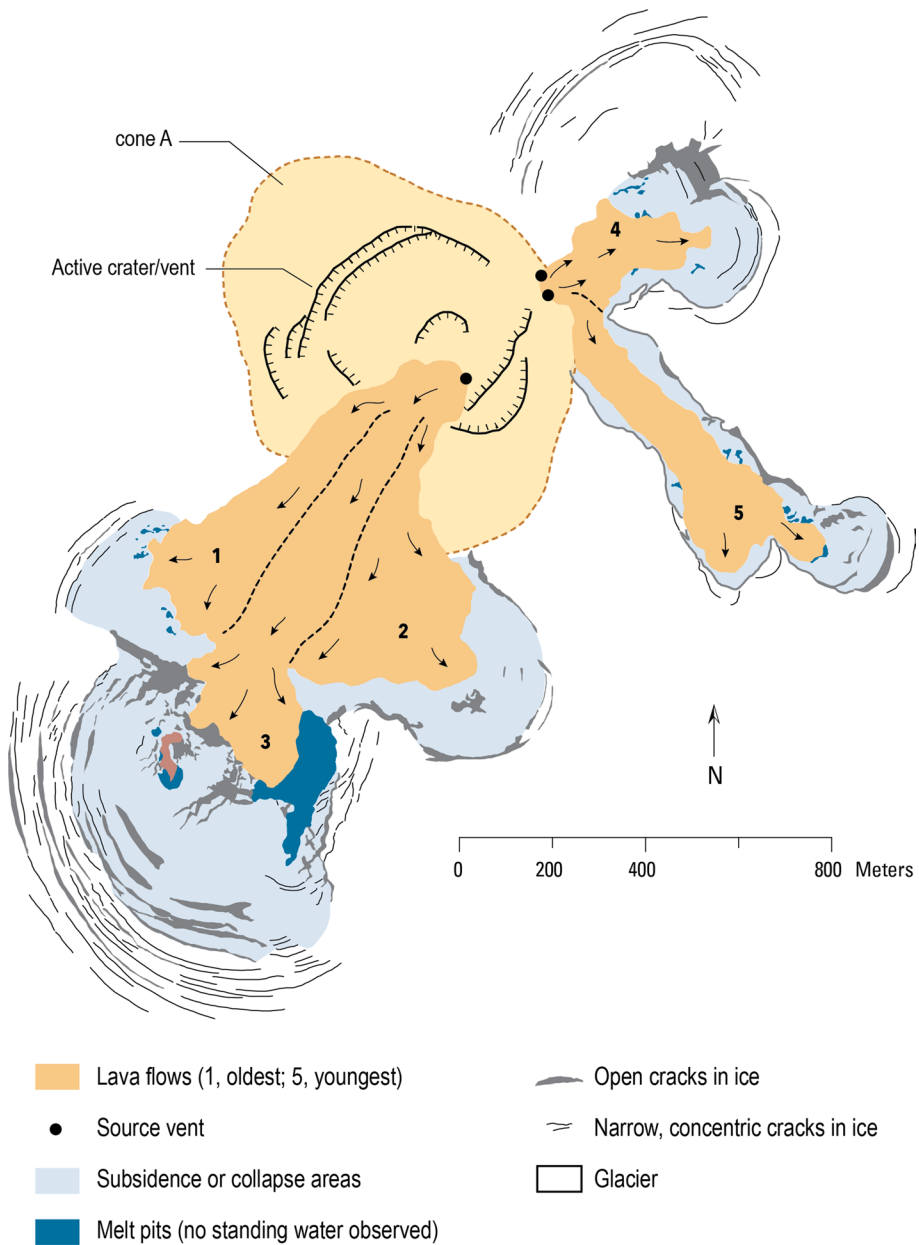 cone A
Active crater/vent
4
5
1
2
3
N
0 200 400 800 Meters
Lava flows (1, oldest; 5, youngest)
Source vent
Subsidence or collapse areas
Melt pits (no standing water observed)
Open cracks in ice
Narrow, concentric cracks in ice
Glacier